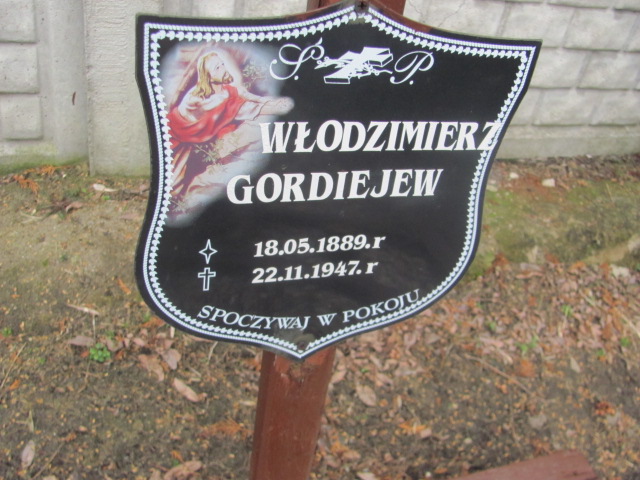 Ś. P.
WŁODZIMIERZ
GORDIEJEW
18.05.1889.r
22.11.1947.r
SPOCZYWAJ W POKOJU